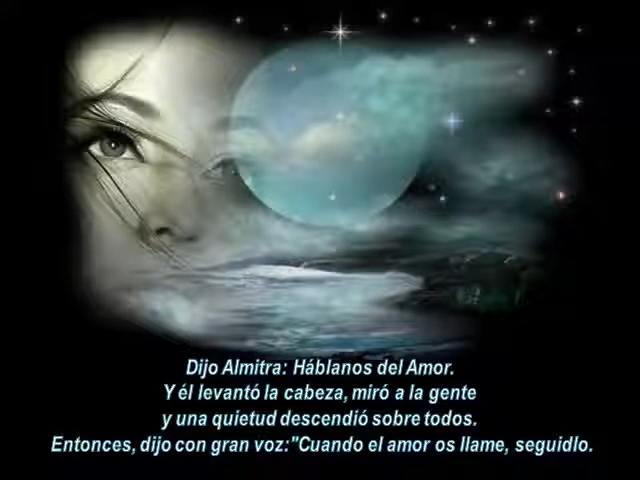 Dijo Almitra: Háblanos del Amor.
Y él levantó la cabeza, miró a la gente
y una quietud descendió sobre todos.
Entonces, dijo con gran voz:"Cuando el amor os llame, seguidlo.